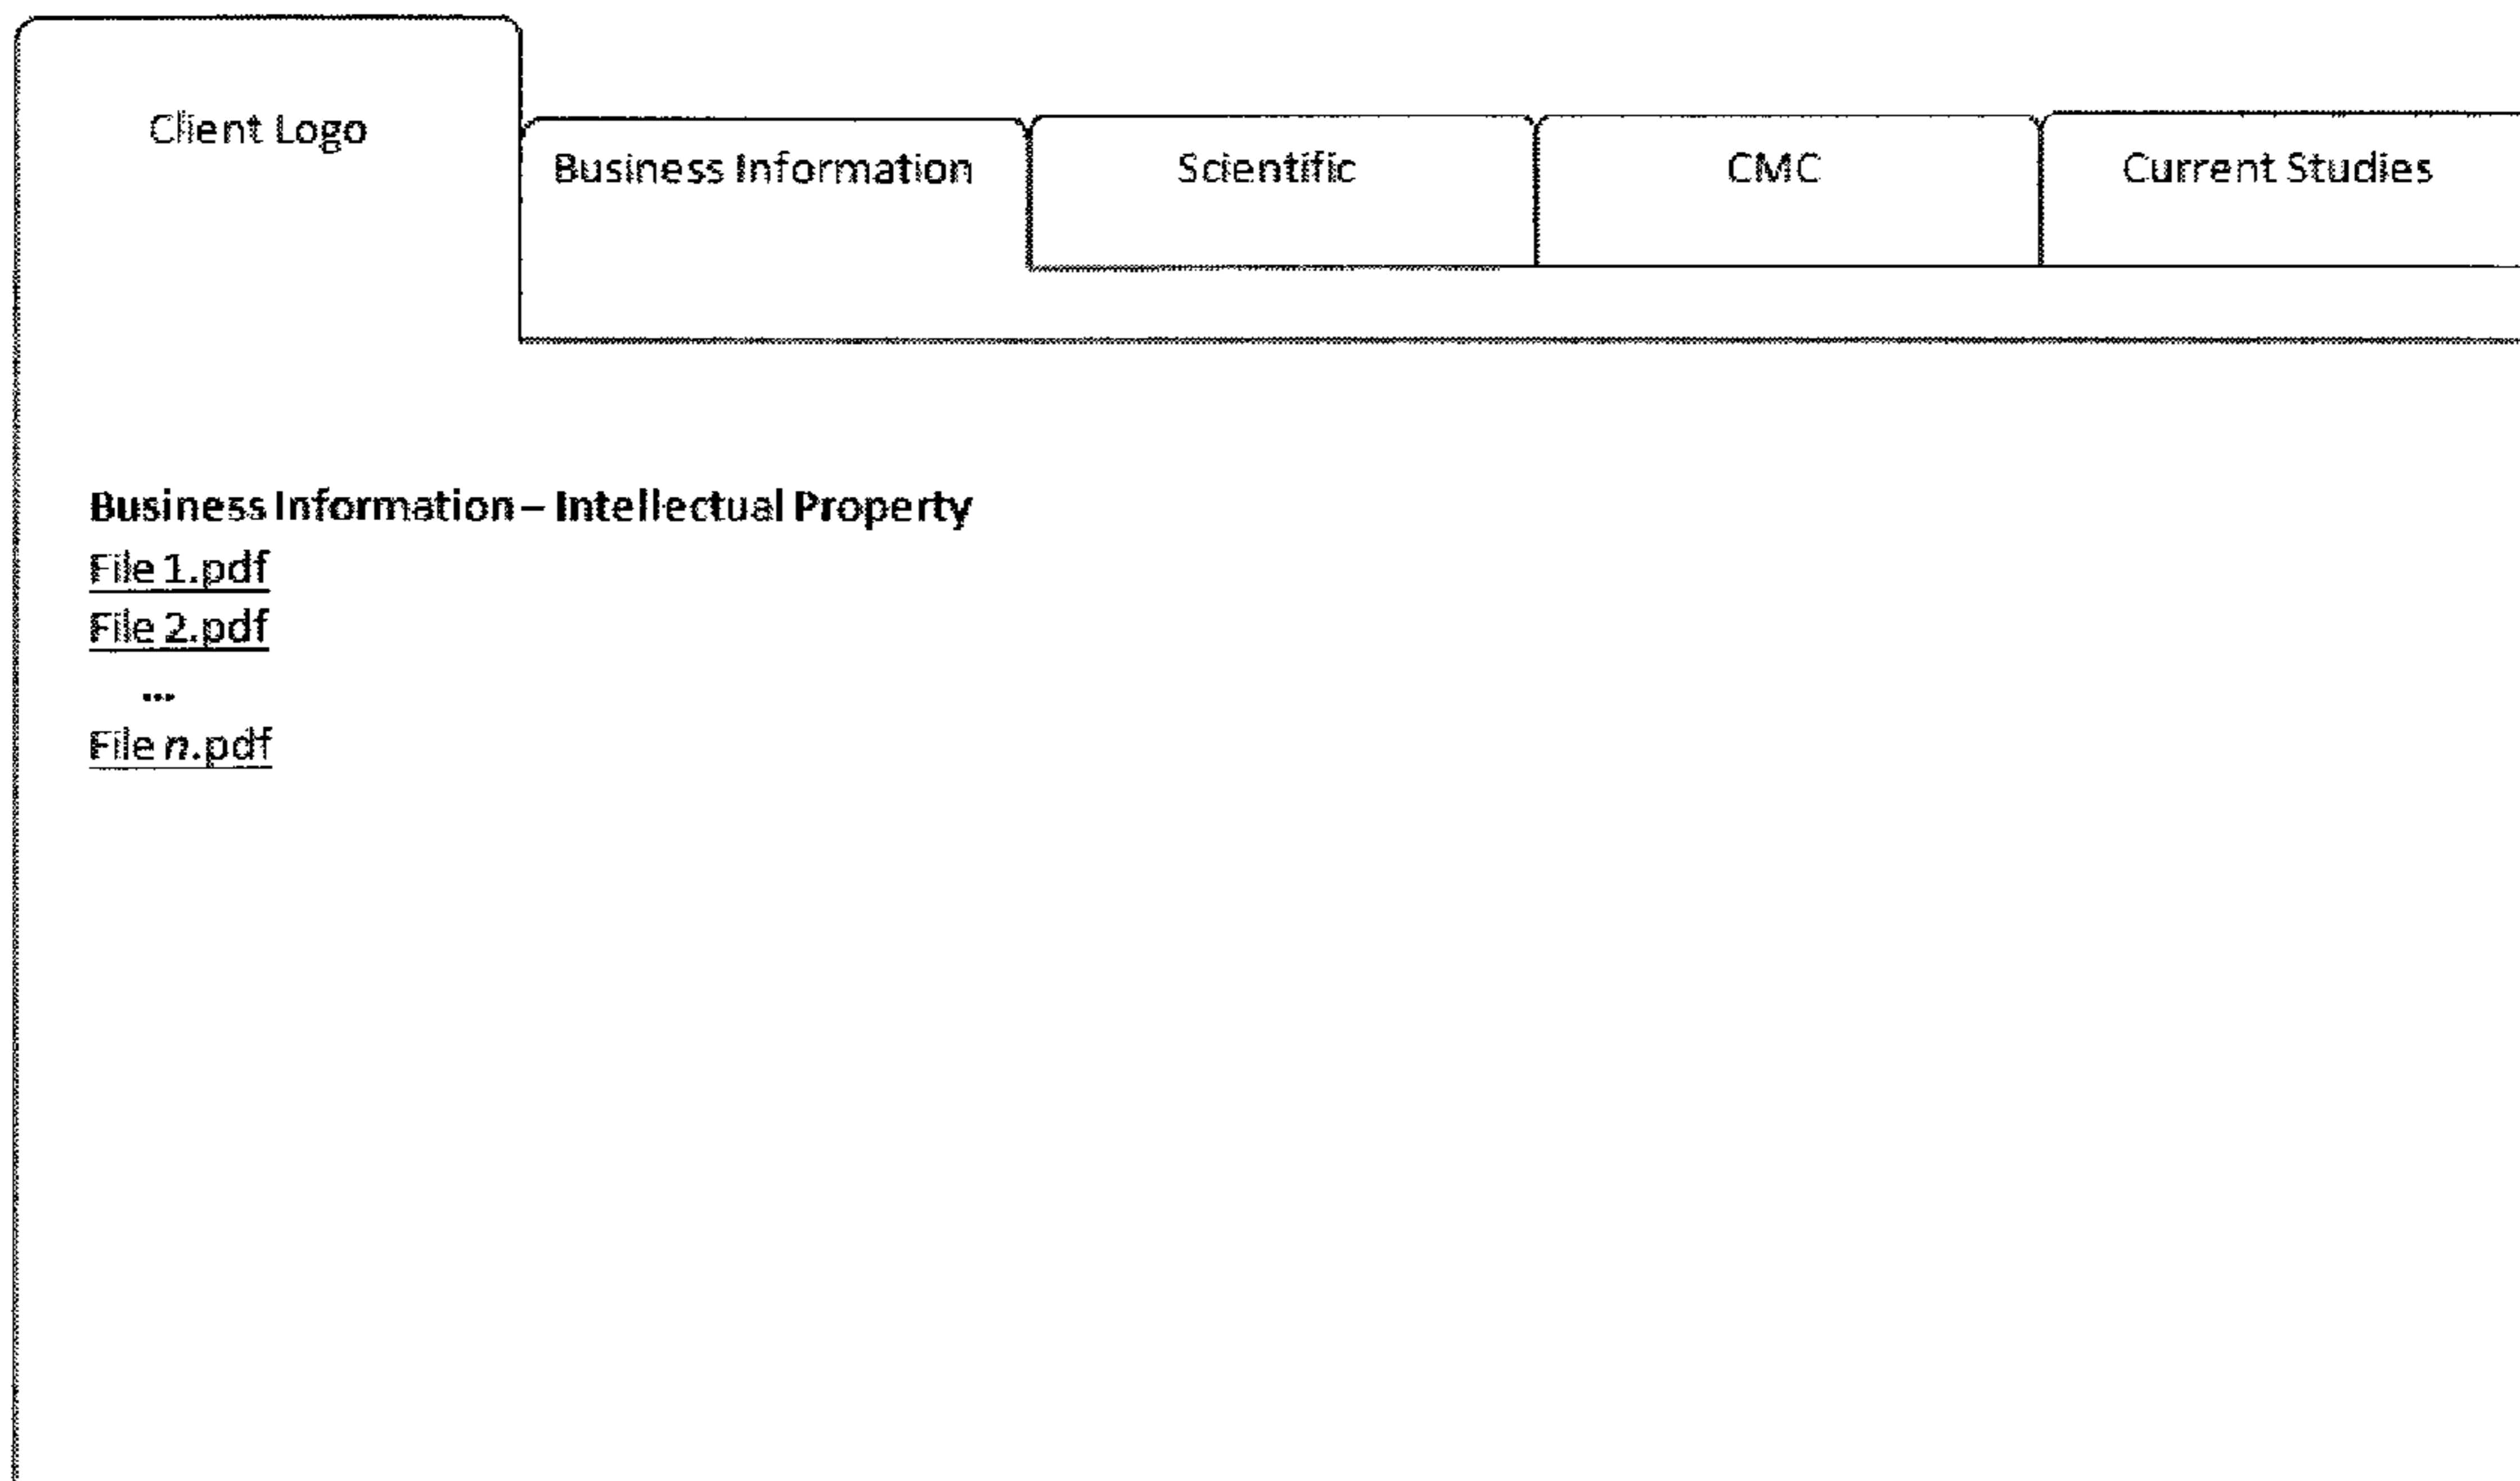 Client Logo
Business Information
Scientific
CMC
Current Studies
Business Information – Intellectual Property
File 1.pdf
File 2.pdf
...
File n.pdf